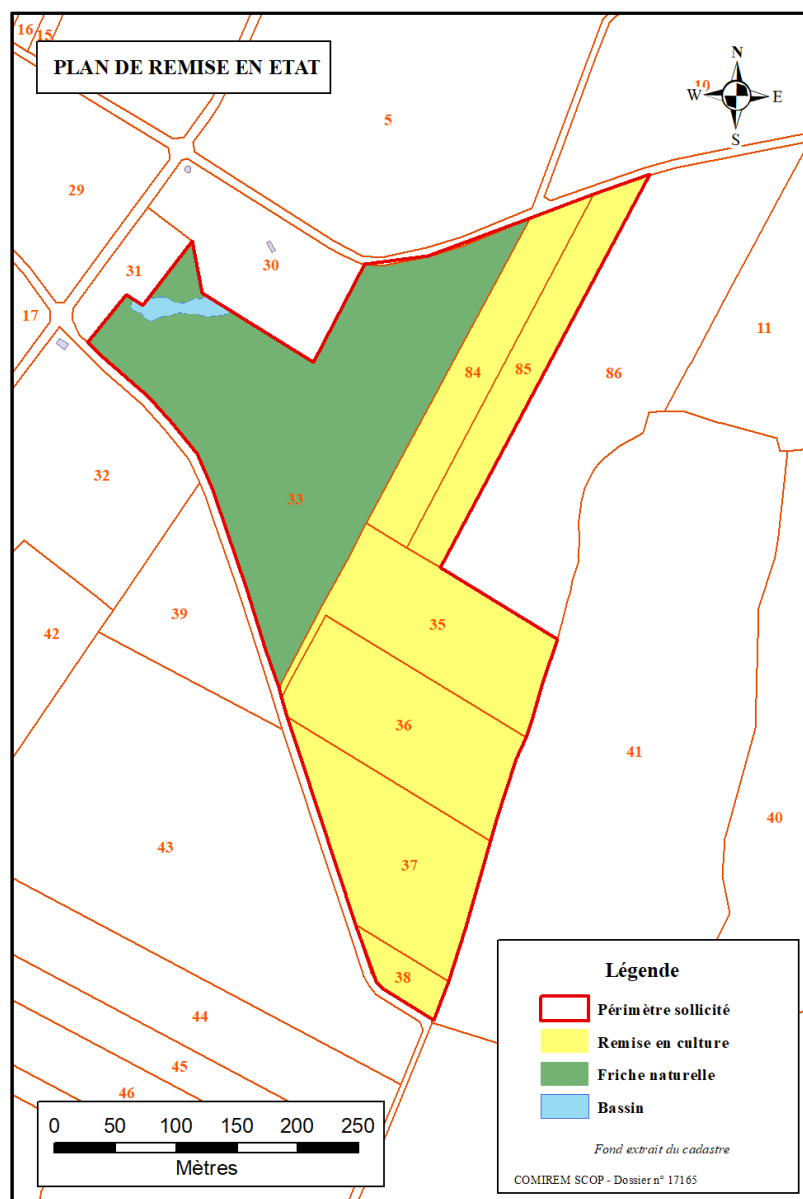 16
15
PLAN DE REMISE EN ETAT
N
W
E
S
10
5
29
30
31
17
11
84
85
86
32
33
39
42
35
36
41
40
43
37
38
44
45
46
0 50 100 150 200 250
Mètres
Légende
Périmètre sollicité
Remise en culture
Friche naturelle
Bassin
Fond extrait du cadastre
COMIREM SCOP - Dossier n° 17165